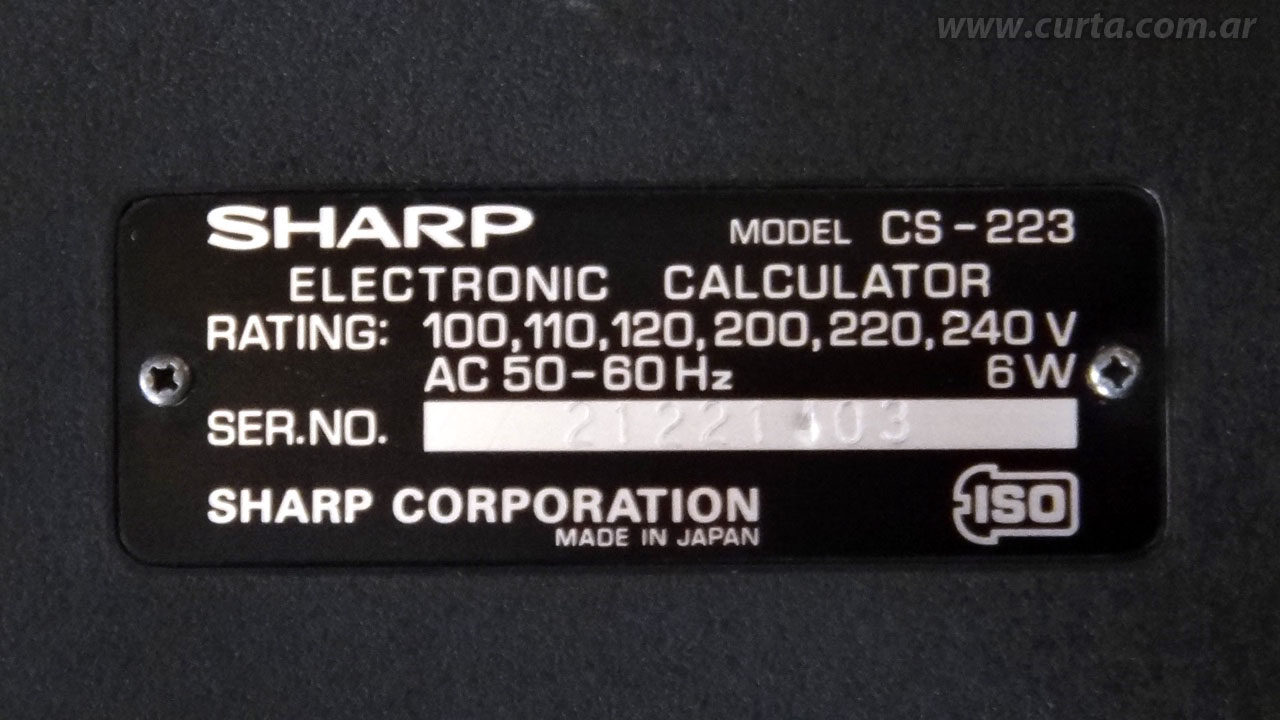 www.curta.com.ar
SHARP MODEL CS-223
ELECTRONIC CALCULATOR
RATING: 100,110,120,200,220,240 V
AC 50-60 Hz 6 W
SER.NO.
SHARP CORPORATION
MADE IN JAPAN
ISO